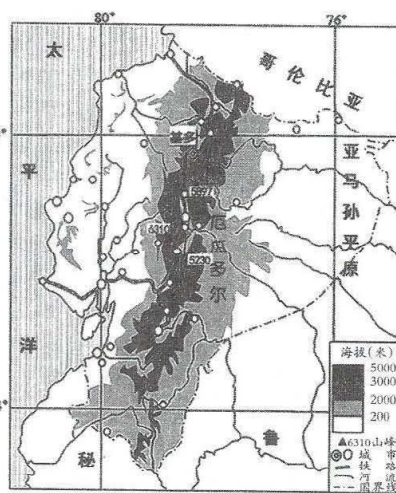 80°
76°
太平洋
哥伦比亚
基多
亚马孙平原
5897
6310
厄瓜多尔
5230
秘
鲁
海拔(米)
5000
3000
2000
200
▲6310山峰
城市
铁路
河流
国界线